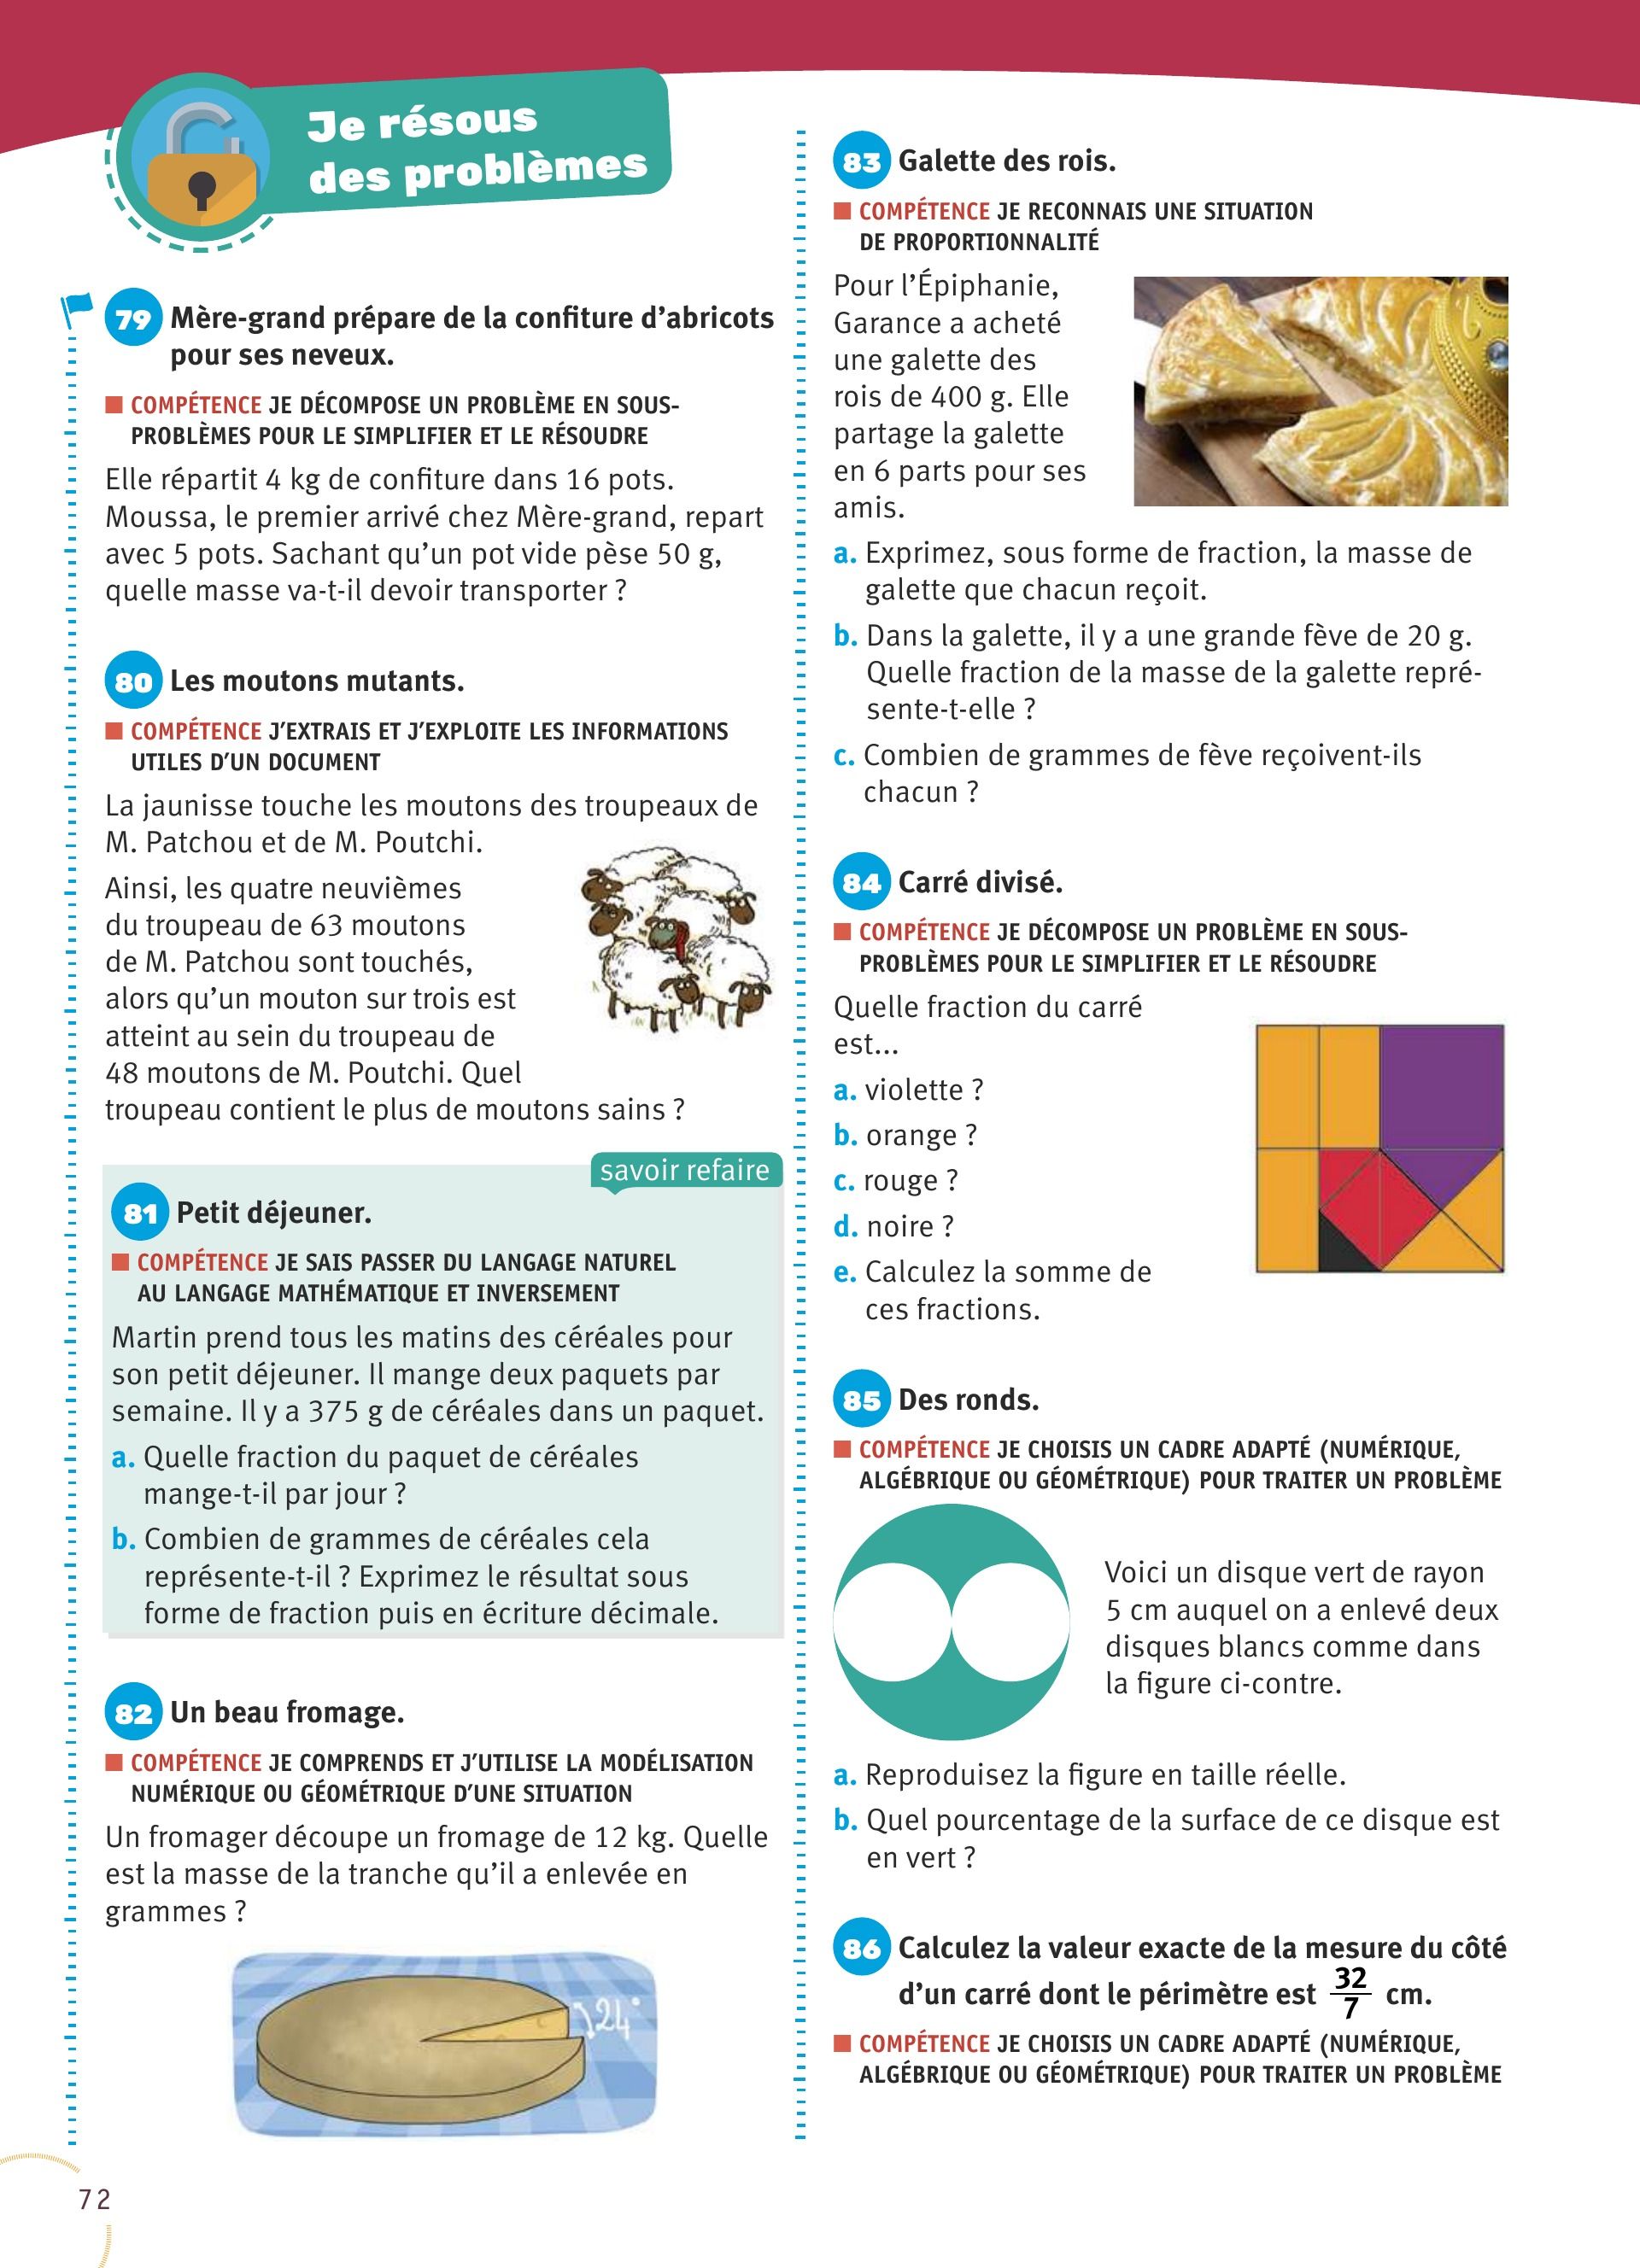 Je résous
des problèmes
79 Mère-grand prépare de la confiture d’abricots
pour ses neveux.
COMPÉTENCE JE DÉCOMPOSE UN PROBLÈME EN SOUS-
PROBLÈMES POUR LE SIMPLIFIER ET LE RÉSOUDRE
Elle répartit 4 kg de confiture dans 16 pots.
Moussa, le premier arrivé chez Mère-grand, repart
avec 5 pots. Sachant qu’un pot vide pèse 50 g,
quelle masse va-t-il devoir transporter ?
80 Les moutons mutants.
COMPÉTENCE J’EXTRAIS ET J’EXPLOITE LES INFORMATIONS
UTILES D’UN DOCUMENT
La jaunisse touche les moutons des troupeaux de
M. Patchou et de M. Poutchi.
Ainsi, les quatre neuvièmes
du troupeau de 63 moutons
de M. Patchou sont touchés,
alors qu’un mouton sur trois est
atteint au sein du troupeau de
48 moutons de M. Poutchi. Quel
troupeau contient le plus de moutons sains ?
savoir refaire
81 Petit déjeuner.
COMPÉTENCE JE SAIS PASSER DU LANGAGE NATUREL
AU LANGAGE MATHÉMATIQUE ET INVERSEMENT
Martin prend tous les matins des céréales pour
son petit déjeuner. Il mange deux paquets par
semaine. Il y a 375 g de céréales dans un paquet.
a. Quelle fraction du paquet de céréales
mange-t-il par jour ?
b. Combien de grammes de céréales cela
représente-t-il ? Exprimez le résultat sous
forme de fraction puis en écriture décimale.
82 Un beau fromage.
COMPÉTENCE JE COMPRENDS ET J’UTILISE LA MODÉLISATION
NUMÉRIQUE OU GÉOMÉTRIQUE D’UNE SITUATION
Un fromager découpe un fromage de 12 kg. Quelle
est la masse de la tranche qu’il a enlevée en
grammes ?
24°
72
83 Galette des rois.
COMPÉTENCE JE RECONNAIS UNE SITUATION
DE PROPORTIONNALITÉ
Pour l’Épiphanie,
Garance a acheté
une galette des
rois de 400 g. Elle
partage la galette
en 6 parts pour ses
amis.
a. Exprimez, sous forme de fraction, la masse de
galette que chacun reçoit.
b. Dans la galette, il y a une grande fève de 20 g.
Quelle fraction de la masse de la galette repré-
sente-t-elle ?
c. Combien de grammes de fève reçoivent-ils
chacun ?
84 Carré divisé.
COMPÉTENCE JE DÉCOMPOSE UN PROBLÈME EN SOUS-
PROBLÈMES POUR LE SIMPLIFIER ET LE RÉSOUDRE
Quelle fraction du carré
est...
a. violette ?
b. orange ?
c. rouge ?
d. noire ?
e. Calculez la somme de
ces fractions.
85 Des ronds.
COMPÉTENCE JE CHOISIS UN CADRE ADAPTÉ (NUMÉRIQUE,
ALGÉBRIQUE OU GÉOMÉTRIQUE) POUR TRAITER UN PROBLÈME
Voici un disque vert de rayon
5 cm auquel on a enlevé deux
disques blancs comme dans
la figure ci-contre.
a. Reproduisez la figure en taille réelle.
b. Quel pourcentage de la surface de ce disque est
en vert ?
86 Calculez la valeur exacte de la mesure du côté
d’un carré dont le périmètre est 32/7 cm.
COMPÉTENCE JE CHOISIS UN CADRE ADAPTÉ (NUMÉRIQUE,
ALGÉBRIQUE OU GÉOMÉTRIQUE) POUR TRAITER UN PROBLÈME